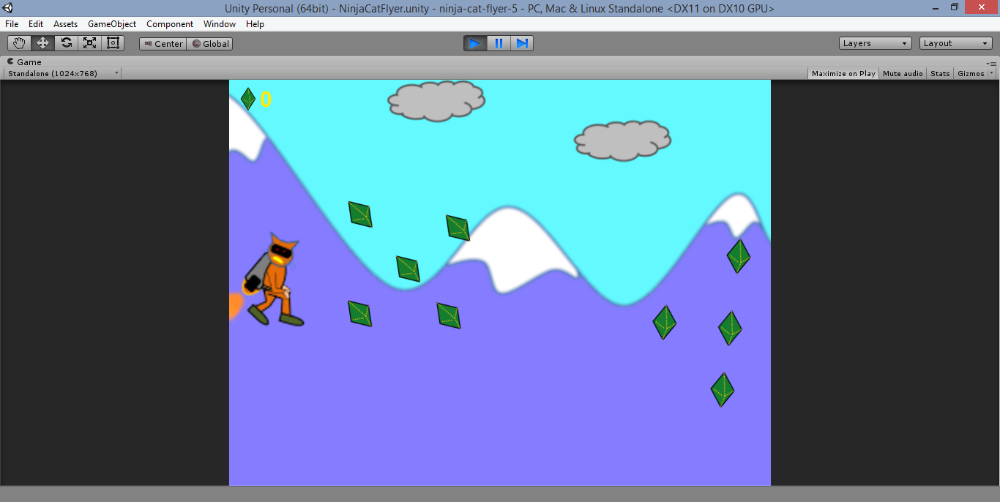 Unity Personal (64bit) - NinjaCatFlyer.unity - ninja-cat-flyer-5 - PC, Mac & Linux Standalone <DX11 on DX10 GPU>
File Edit Assets GameObject Component Window Help
Center Global Layers Layout
Game
Standalone (1024x768) Maximize on Play Mute audio Stats Gizmos
0